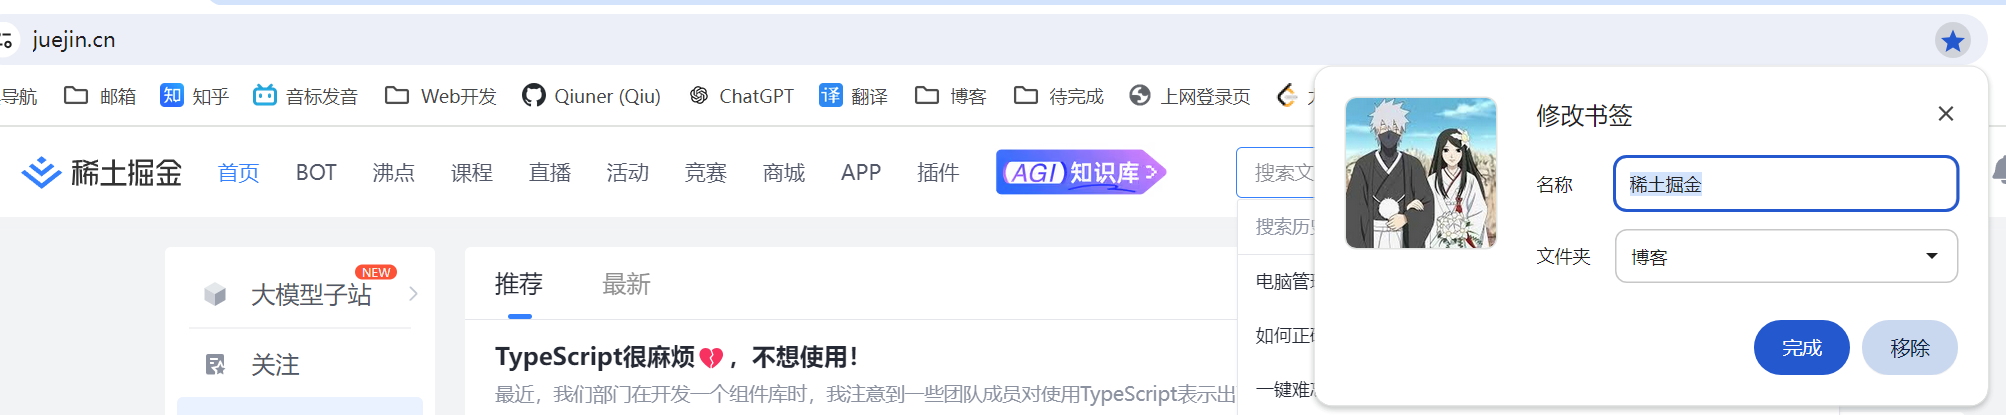 juejin.cn
导航 邮箱 知 知乎 音标发音 Web开发 Qiuner (Qiu) ChatGPT 译 翻译 博客 待完成 上网登录页
稀土掘金 首页 BOT 沸点 课程 直播 活动 竞赛 商城 APP 插件 AGI 知识库 搜索文
搜索历
电脑管理
如何正确
一键难
NEW
大模型子站
关注
推荐 最新
TypeScript很麻烦💔，不想使用！
最近，我们部门在开发一个组件库时，我注意到一些团队成员对使用TypeScript表示出
修改书签
名称 稀土掘金
文件夹 博客
完成 移除